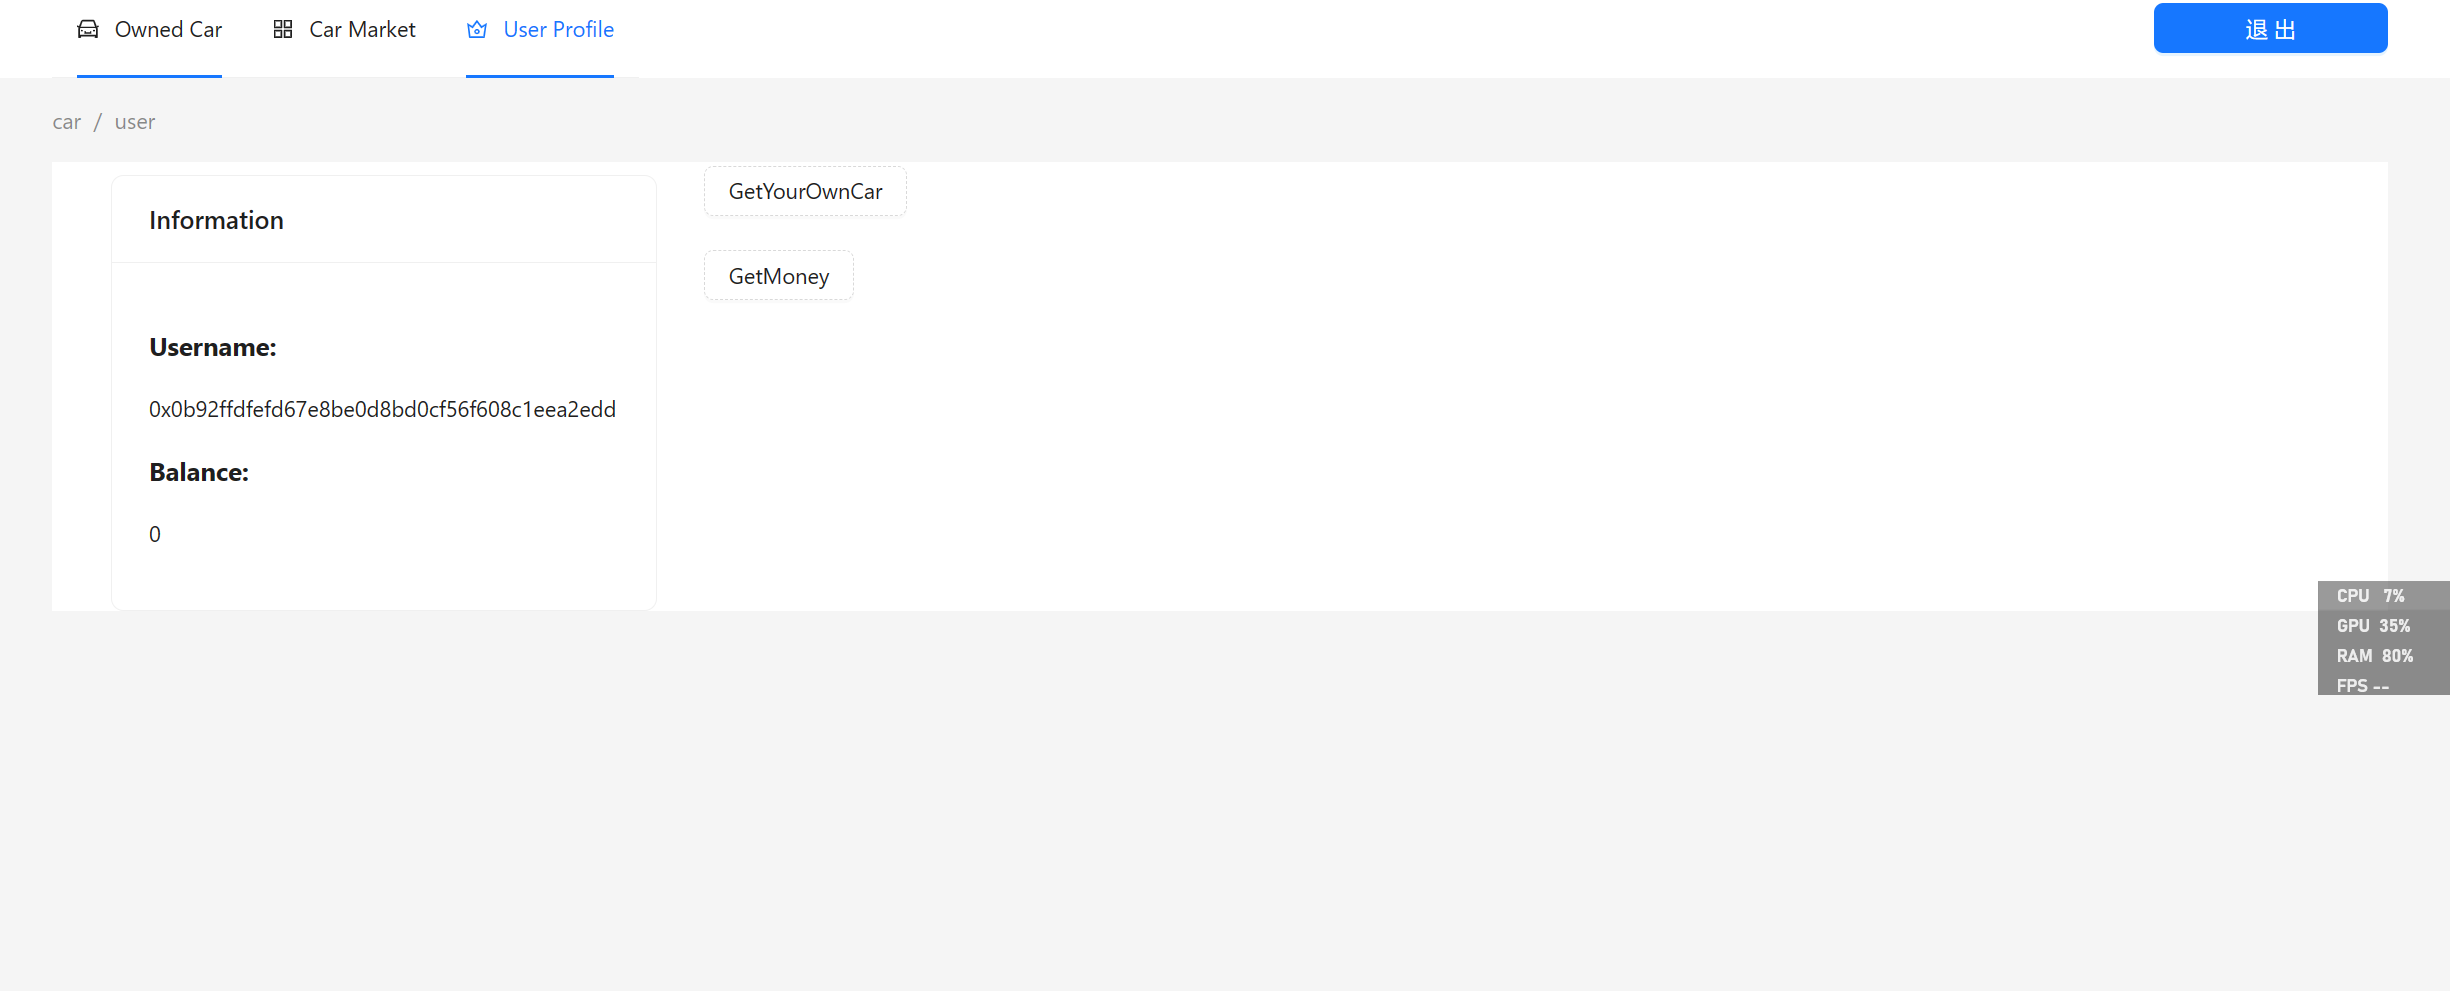 Owned Car Car Market User Profile 退 出
car / user
Information
GetYourOwnCar
GetMoney
Username:
0x0b92ffdfefd67e8be0d8bd0cf56f608c1eea2edd
Balance:
0
CPU 7%
GPU 35%
RAM 80%
FPS --